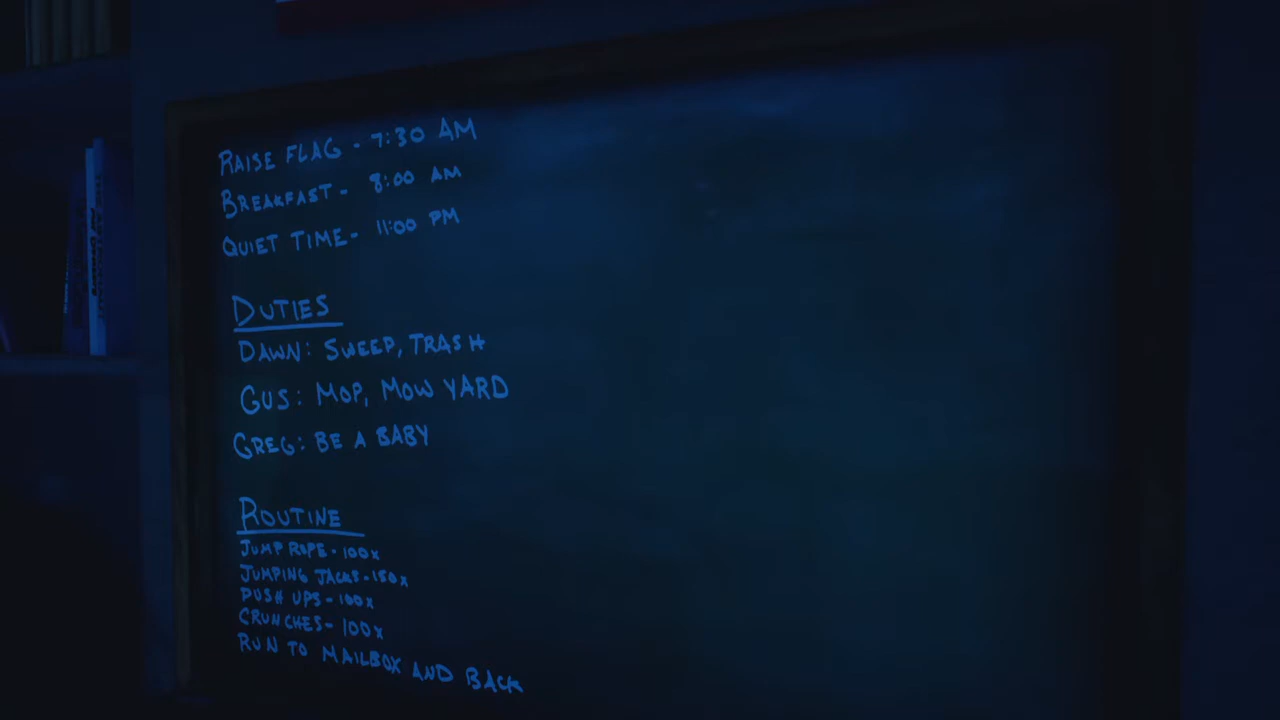 RAISE FLAG - 7:30 AM
BREAKFAST - 8:00 AM
QUIET TIME - 11:00 PM
DUTIES
DAWN: SWEEP, TRASH
GUS: MOP, MOW YARD
GREG: BE A BABY
ROUTINE
JUMP ROPE - 100x
JUMPING JACKS - 150x
PUSH UPS - 100x
CRUNCHES - 100x
RUN TO MAILBOX AND BACK